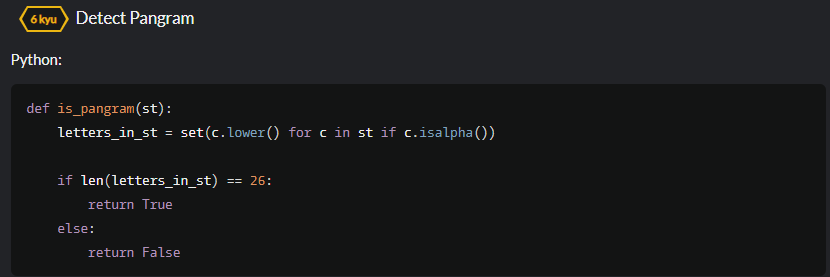 6 kyu Detect Pangram
Python:
def is_pangram(st):
    letters_in_st = set(c.lower() for c in st if c.isalpha())
    if len(letters_in_st) == 26:
        return True
    else:
        return False